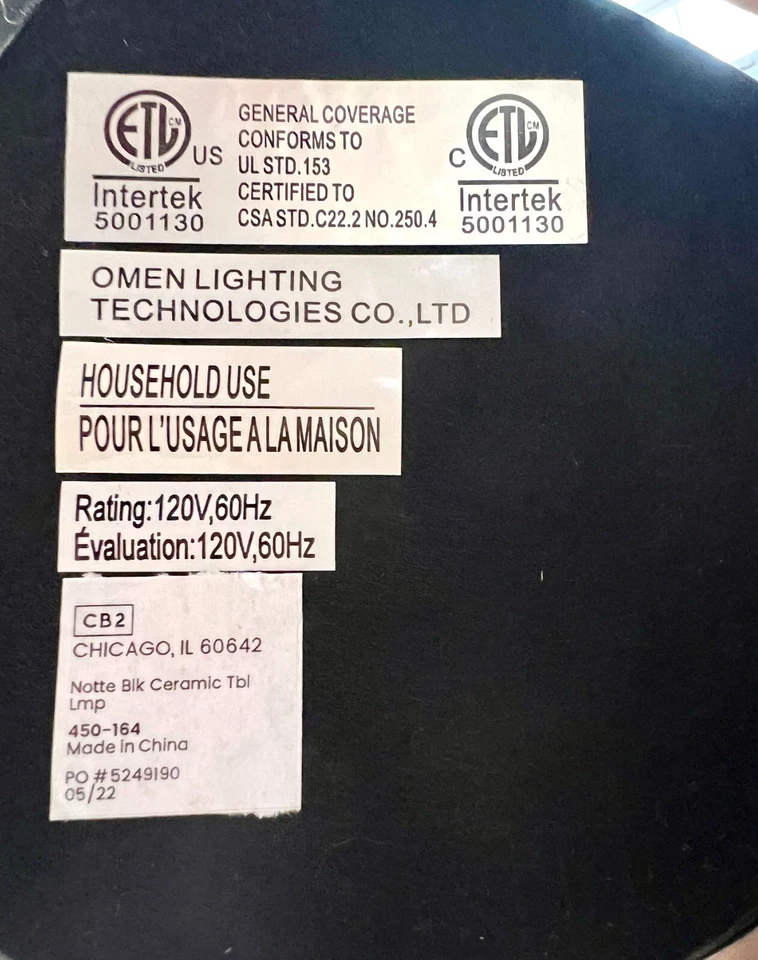 ETL CM
LISTED
US
Intertek
5001130
GENERAL COVERAGE
CONFORMS TO
UL STD.153
CERTIFIED TO
CSA STD.C22.2 NO.250.4
C
ETL CM
LISTED
Intertek
5001130
OMEN LIGHTING
TECHNOLOGIES CO.,LTD
HOUSEHOLD USE
POUR L'USAGE A LA MAISON
Rating:120V,60Hz
Évaluation:120V,60Hz
CB2
CHICAGO, IL 60642
Notte Blk Ceramic Tbl
Lmp
450-164
Made in China
PO #5249190
05/22